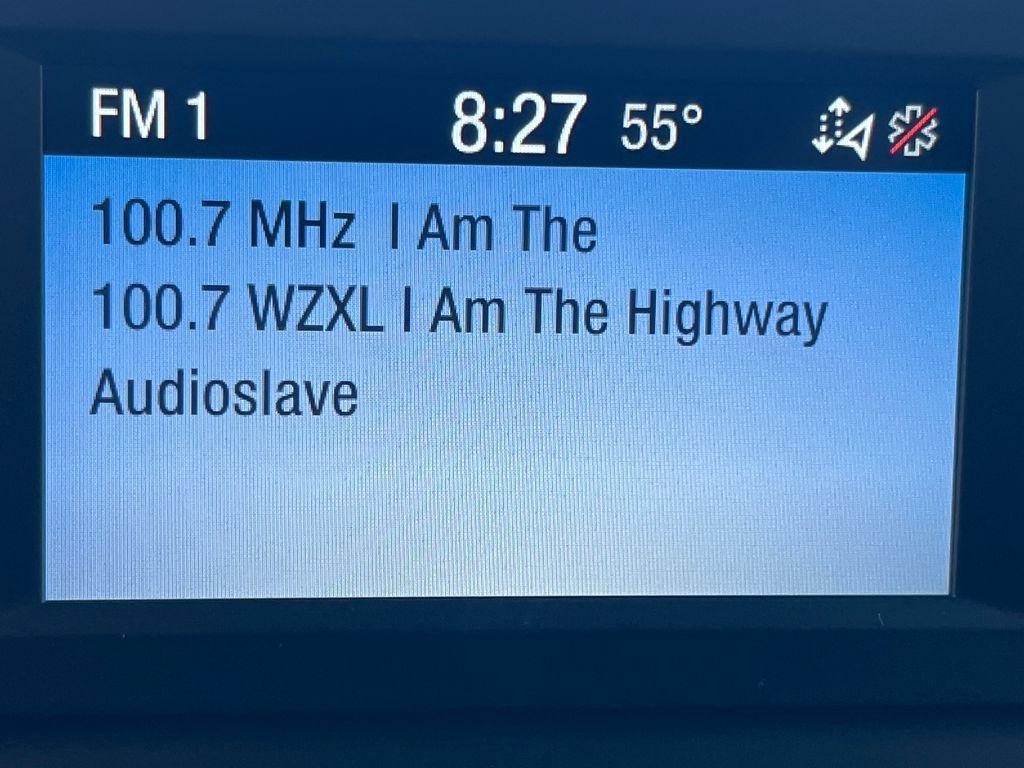 FM 1 8:27 55°
100.7 MHz I Am The
100.7 WZXL I Am The Highway
Audioslave